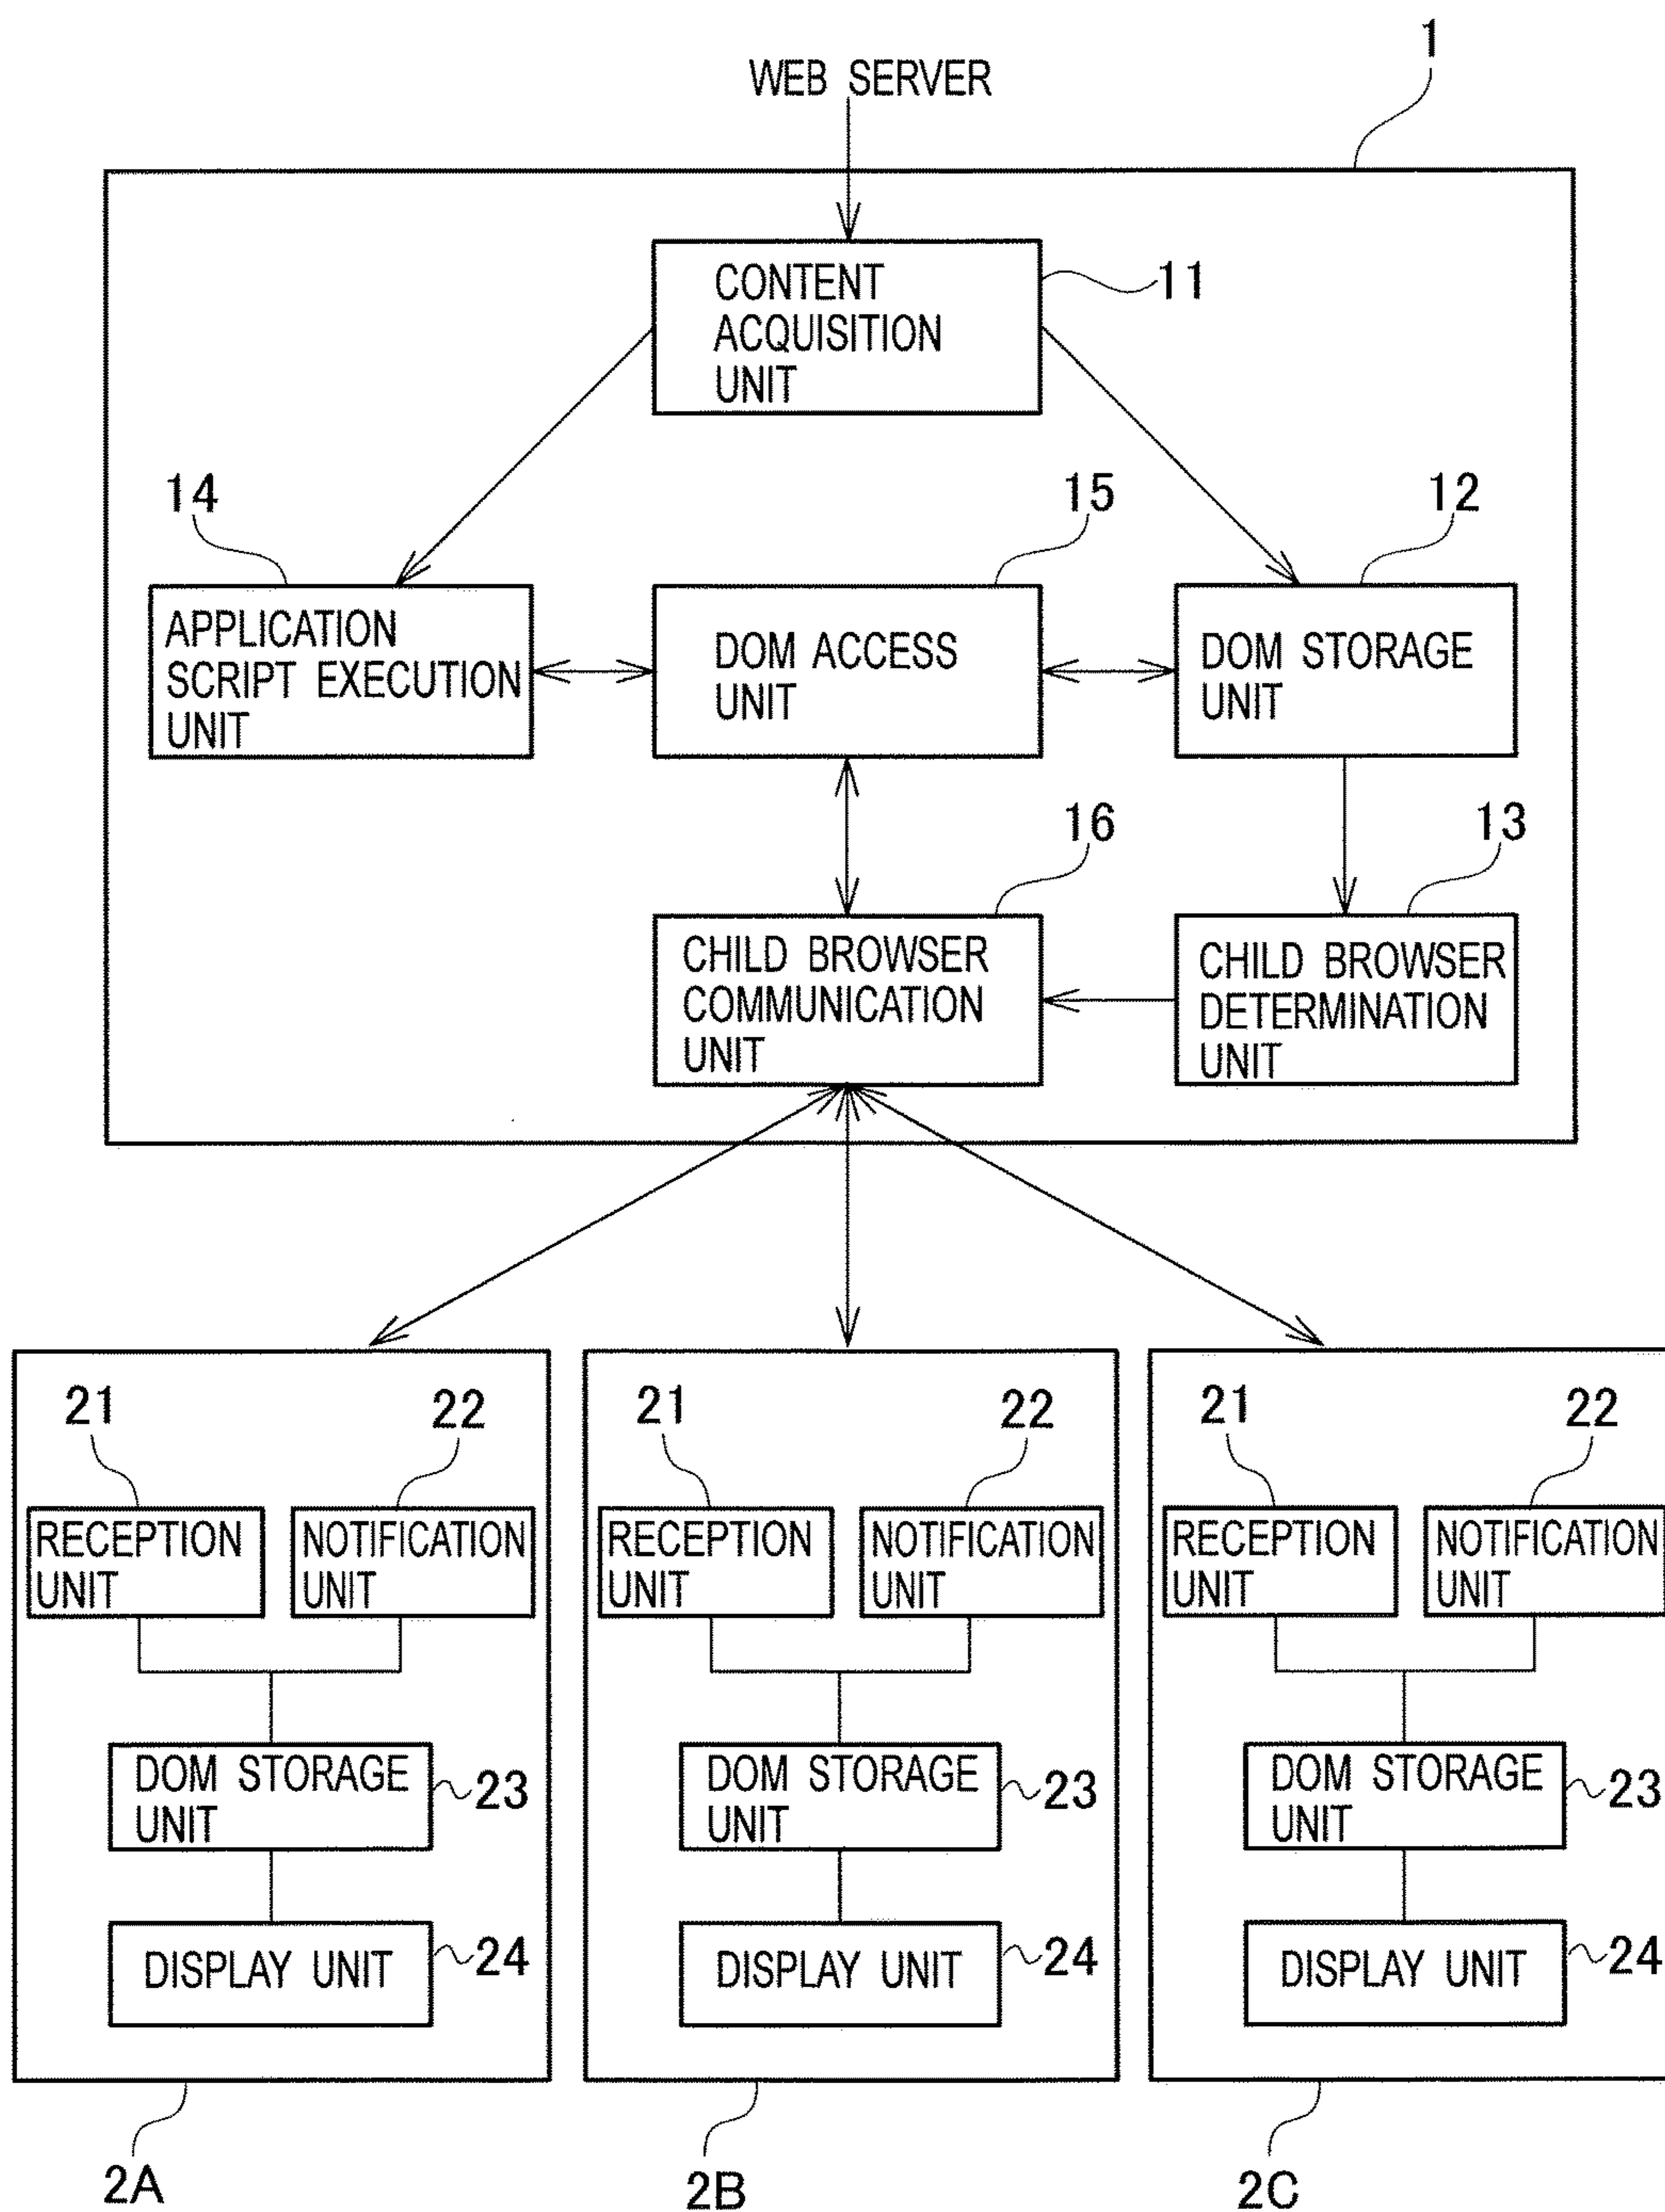 1
WEB SERVER
CONTENT
ACQUISITION
UNIT
11
14
15
12
APPLICATION
SCRIPT EXECUTION
UNIT
DOM ACCESS
UNIT
DOM STORAGE
UNIT
16
13
CHILD BROWSER
COMMUNICATION
UNIT
CHILD BROWSER
DETERMINATION
UNIT
21
22
RECEPTION
UNIT
NOTIFICATION
UNIT
DOM STORAGE
UNIT
23
DISPLAY UNIT
24
2A
21
22
RECEPTION
UNIT
NOTIFICATION
UNIT
DOM STORAGE
UNIT
23
DISPLAY UNIT
24
2B
21
22
RECEPTION
UNIT
NOTIFICATION
UNIT
DOM STORAGE
UNIT
23
DISPLAY UNIT
24
2C